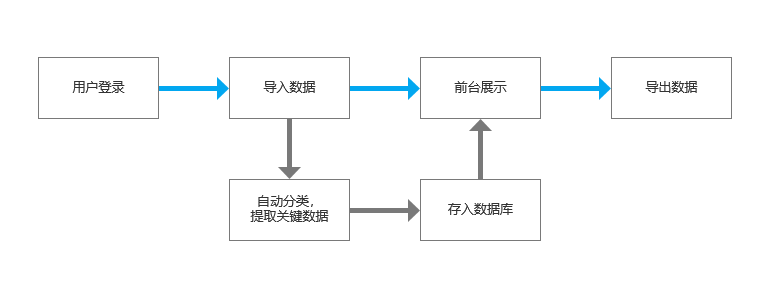 用户登录
导入数据
前台展示
导出数据
自动分类，
提取关键数据
存入数据库